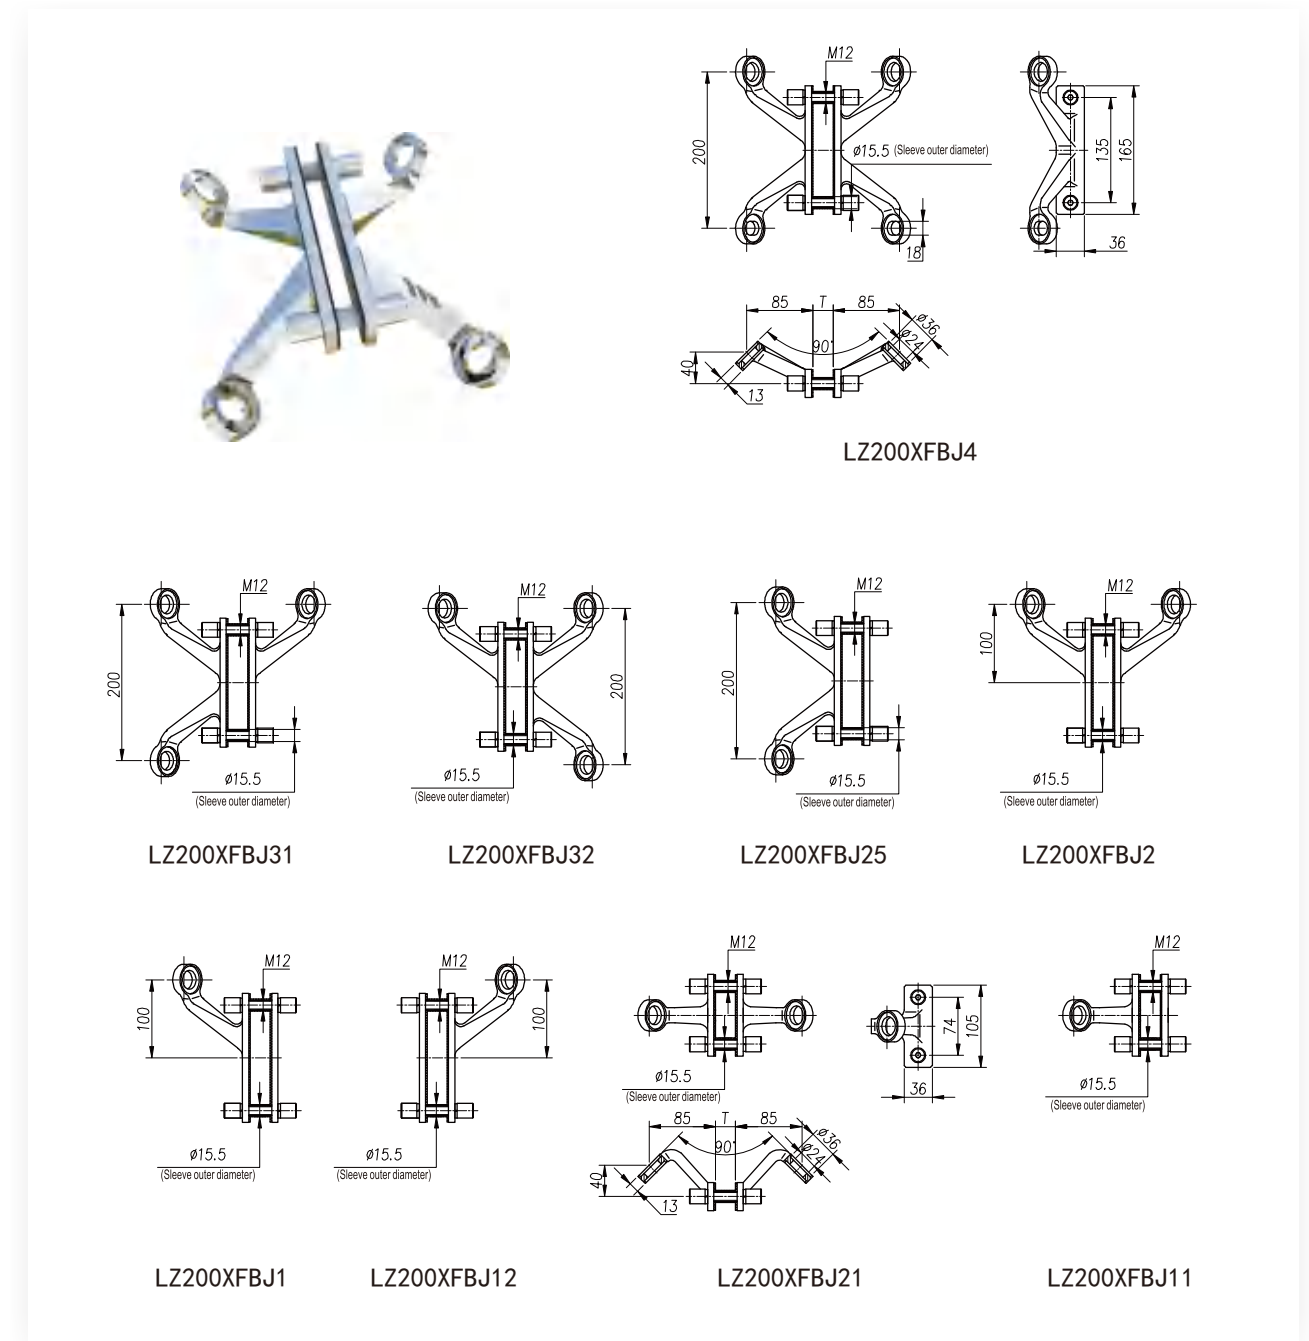 M12
200
ø15.5 (Sleeve outer diameter)
18
135
165
36
85 T 85
90°
ø36
ø24
40
13
LZ200XFBJ4
M12
200
ø15.5
(Sleeve outer diameter)
LZ200XFBJ31
M12
200
ø15.5
(Sleeve outer diameter)
LZ200XFBJ32
M12
200
ø15.5
(Sleeve outer diameter)
LZ200XFBJ25
M12
100
ø15.5
(Sleeve outer diameter)
LZ200XFBJ2
M12
100
ø15.5
(Sleeve outer diameter)
LZ200XFBJ1
M12
100
ø15.5
(Sleeve outer diameter)
LZ200XFBJ12
M12
ø15.5
(Sleeve outer diameter)
74
105
36
85 T 85
90°
ø36
ø24
40
13
LZ200XFBJ21
M12
ø15.5
(Sleeve outer diameter)
LZ200XFBJ11